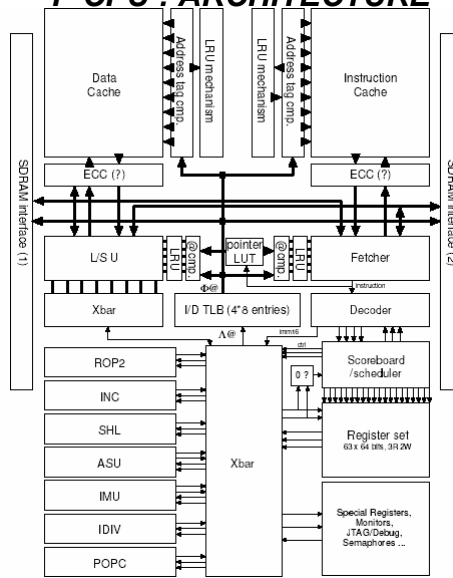 F-CPU : ARCHITECTURE
Data
Cache
Address tag cmp.
LRU mechanism
LRU mechanism
Address tag cmp.
Instruction
Cache
SDRAM interface (1)
SDRAM interface (2)
ECC (?)
ECC (?)
L/S U
LRU
@cmp.
pointer
LUT
@cmp.
LRU
Fetcher
Φ@
instruction
Xbar
I/D TLB (4*8 entries)
Decoder
Λ@
imm16
ctrl
ROP2
INC
SHL
ASU
IMU
IDIV
POPC
Xbar
0 ?
Scoreboard
/scheduler
Register set
63 x 64 bits, 3R2W
Special Registers,
Monitors,
JTAG/Debug,
Semaphores ...